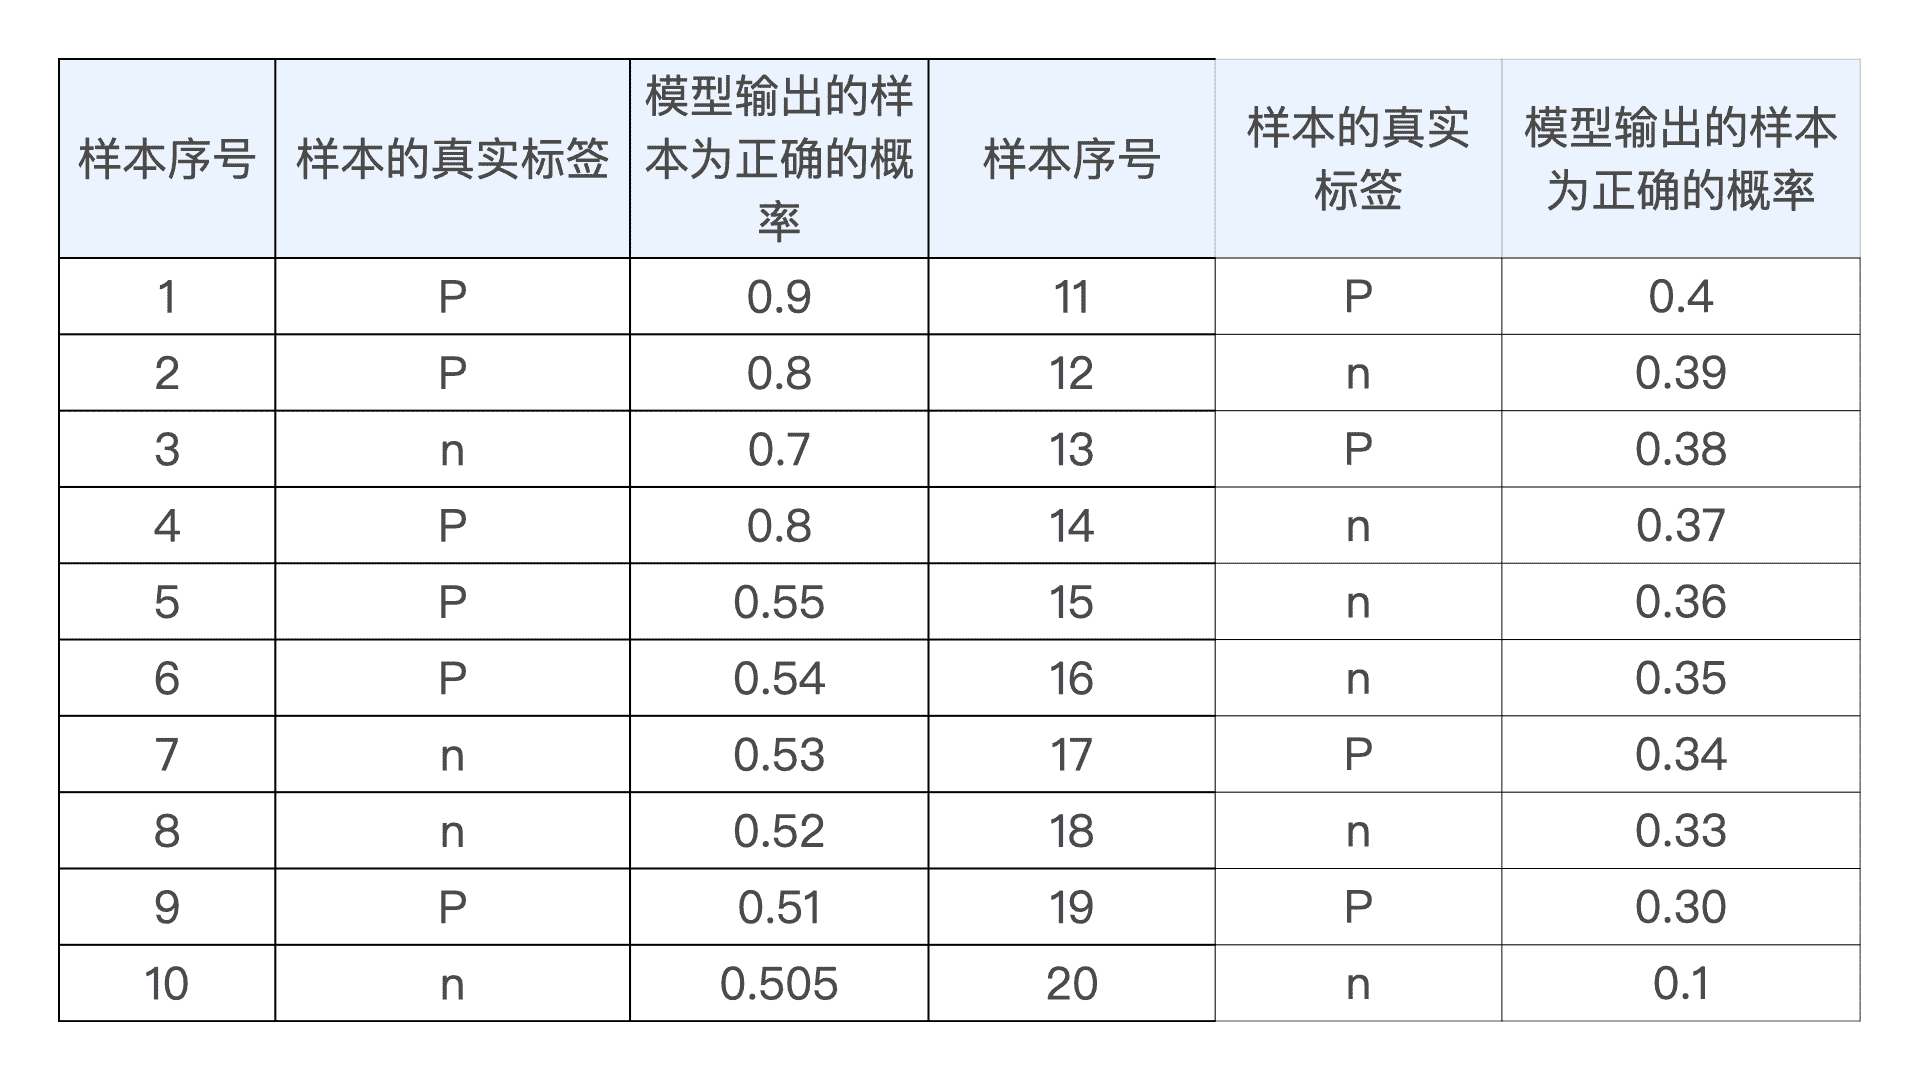 样本序号 样本的真实标签 模型输出的样本为正确的概率 样本序号 样本的真实标签 模型输出的样本为正确的概率
1 P 0.9 11 P 0.4
2 P 0.8 12 n 0.39
3 n 0.7 13 P 0.38
4 P 0.8 14 n 0.37
5 P 0.55 15 n 0.36
6 P 0.54 16 n 0.35
7 n 0.53 17 P 0.34
8 n 0.52 18 n 0.33
9 P 0.51 19 P 0.30
10 n 0.505 20 n 0.1